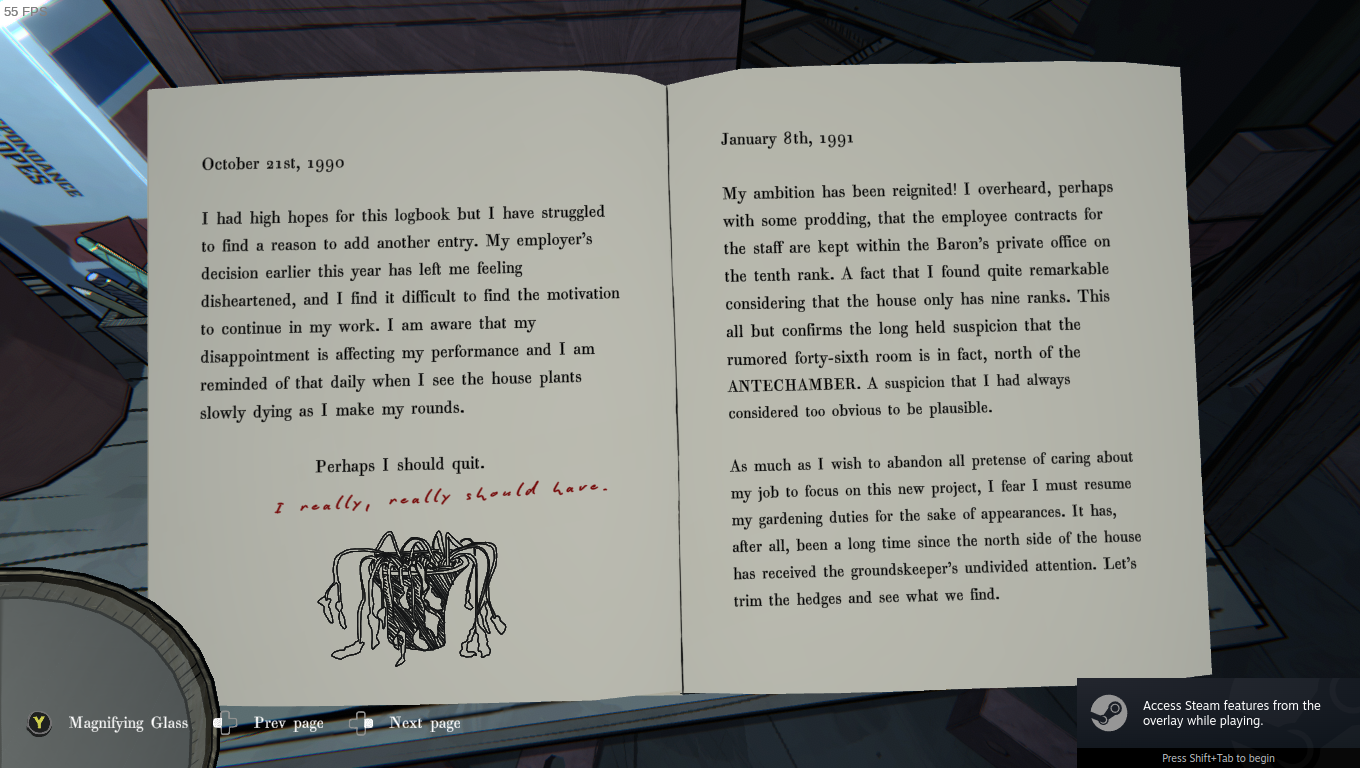 55 FPS
PONDANCE
OPES
October 21st, 1990
I had high hopes for this logbook but I have struggled
to find a reason to add another entry. My employer's
decision earlier this year has left me feeling
disheartened, and I find it difficult to find the motivation
to continue in my work. I am aware that my
disappointment is affecting my performance and I am
reminded of that daily when I see the house plants
slowly dying as I make my rounds.
Perhaps I should quit.
I really, really should have.
January 8th, 1991
My ambition has been reignited! I overheard, perhaps
with some prodding, that the employee contracts for
the staff are kept within the Baron's private office on
the tenth rank. A fact that I found quite remarkable
considering that the house only has nine ranks. This
all but confirms the long held suspicion that the
rumored forty-sixth room is in fact, north of the
ANTECHAMBER. A suspicion that I had always
considered too obvious to be plausible.
As much as I wish to abandon all pretense of caring about
my job to focus on this new project, I fear I must resume
my gardening duties for the sake of appearances. It has,
after all, been a long time since the north side of the house
has received the groundskeeper's undivided attention. Let's
trim the hedges and see what we find.
Y Magnifying Glass Prev page Next page
Access Steam features from the
overlay while playing.
Press Shift+Tab to begin